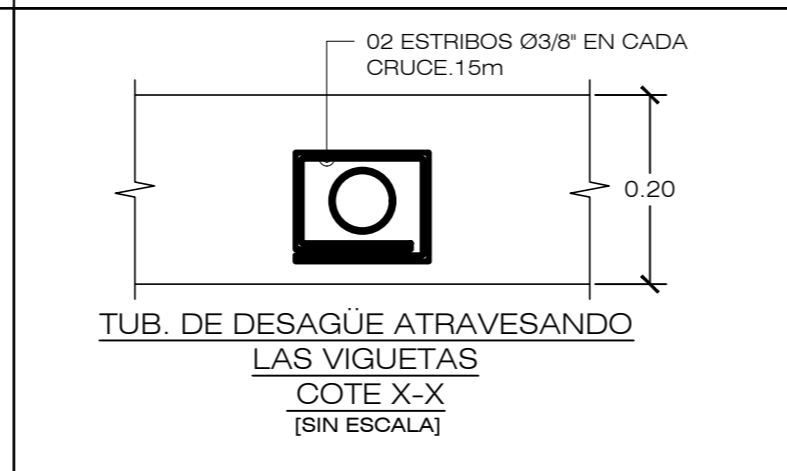 02 ESTRIBOS Ø3/8" EN CADA
CRUCE.15m
0.20
TUB. DE DESAGÜE ATRAVESANDO
LAS VIGUETAS
COTE X-X
[SIN ESCALA]